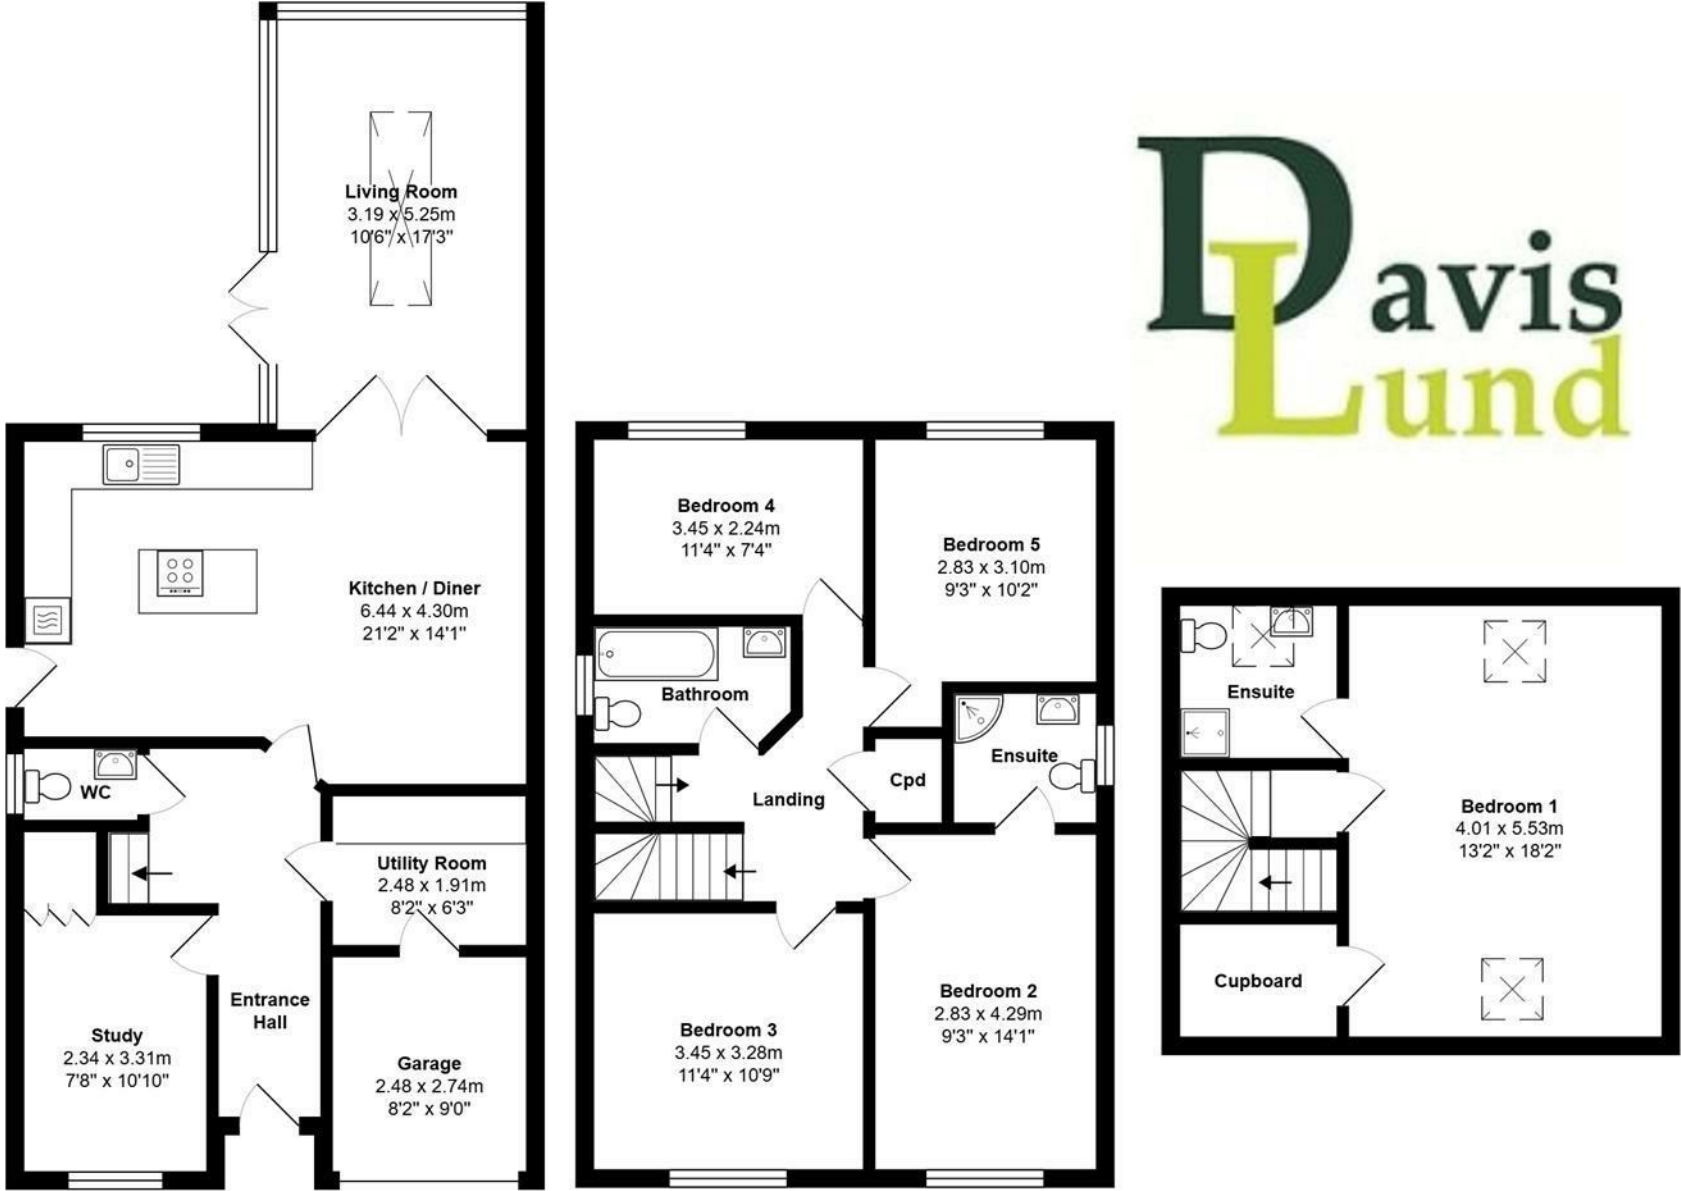 Living Room
3.19 x 5.25m
10'6" x 17'3"
Kitchen / Diner
6.44 x 4.30m
21'2" x 14'1"
WC
Utility Room
2.48 x 1.91m
8'2" x 6'3"
Entrance
Hall
Study
2.34 x 3.31m
7'8" x 10'10"
Garage
2.48 x 2.74m
8'2" x 9'0"
Bedroom 4
3.45 x 2.24m
11'4" x 7'4"
Bedroom 5
2.83 x 3.10m
9'3" x 10'2"
Bathroom
Ensuite
Cpd
Landing
Bedroom 2
2.83 x 4.29m
9'3" x 14'1"
Bedroom 3
3.45 x 3.28m
11'4" x 10'9"
Davis
Lund
Ensuite
Bedroom 1
4.01 x 5.53m
13'2" x 18'2"
Cupboard